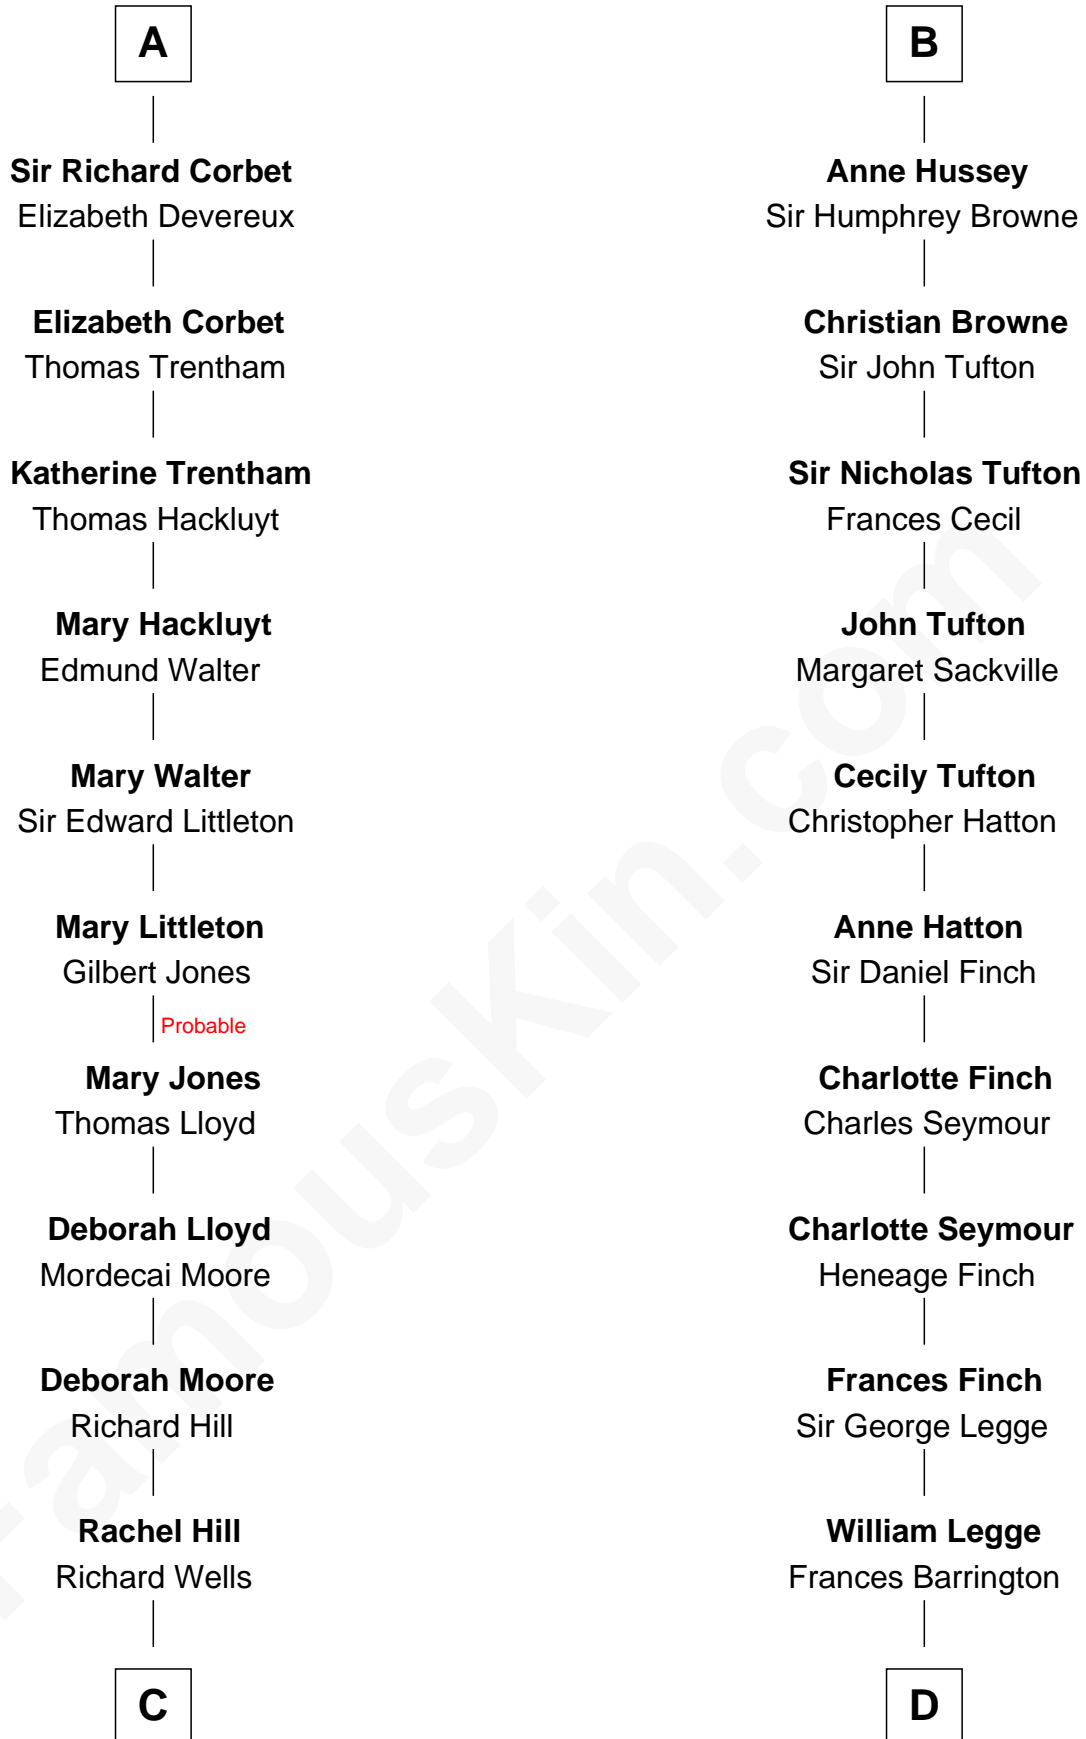 A
Sir Richard Corbet
Elizabeth Devereux
Elizabeth Corbet
Thomas Trentham
Katherine Trentham
Thomas Hackluyt
Mary Hackluyt
Edmund Walter
Mary Walter
Sir Edward Littleton
Mary Littleton
Gilbert Jones
Probable
Mary Jones
Thomas Lloyd
Deborah Lloyd
Mordecai Moore
Deborah Moore
Richard Hill
Rachel Hill
Richard Wells
C
B
Anne Hussey
Sir Humphrey Browne
Christian Browne
Sir John Tufton
Sir Nicholas Tufton
Frances Cecil
John Tufton
Margaret Sackville
Cecily Tufton
Christopher Hatton
Anne Hatton
Sir Daniel Finch
Charlotte Finch
Charles Seymour
Charlotte Seymour
Heneage Finch
Frances Finch
Sir George Legge
William Legge
Frances Barrington
D
FamousKin.com